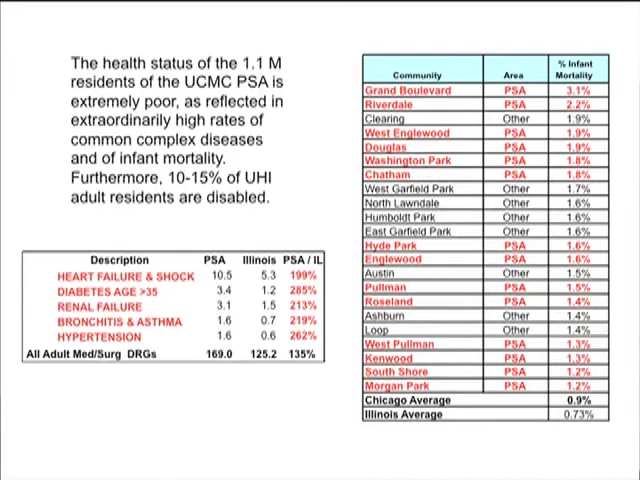 The health status of the 1.1 M
residents of the UCMC PSA is
extremely poor, as reflected in
extraordinarily high rates of
common complex diseases
and of infant mortality.
Furthermore, 10-15% of UHI
adult residents are disabled.
Description PSA Illinois PSA / IL
HEART FAILURE & SHOCK 10.5 5.3 199%
DIABETES AGE >35 3.4 1.2 285%
RENAL FAILURE 3.1 1.5 213%
BRONCHITIS & ASTHMA 1.6 0.7 219%
HYPERTENSION 1.6 0.6 262%
All Adult Med/Surg DRGs 169.0 125.2 135%
% Infant
Community Area Mortality
Grand Boulevard PSA 3.1%
Riverdale PSA 2.2%
Clearing Other 1.9%
West Englewood PSA 1.9%
Douglas PSA 1.9%
Washington Park PSA 1.8%
Chatham PSA 1.8%
West Garfield Park Other 1.7%
North Lawndale Other 1.6%
Humboldt Park Other 1.6%
East Garfield Park Other 1.6%
Hyde Park PSA 1.6%
Englewood PSA 1.6%
Austin Other 1.5%
Pullman PSA 1.5%
Roseland PSA 1.4%
Ashburn Other 1.4%
Loop Other 1.4%
West Pullman PSA 1.3%
Kenwood PSA 1.3%
South Shore PSA 1.2%
Morgan Park PSA 1.2%
Chicago Average 0.9%
Illinois Average 0.73%